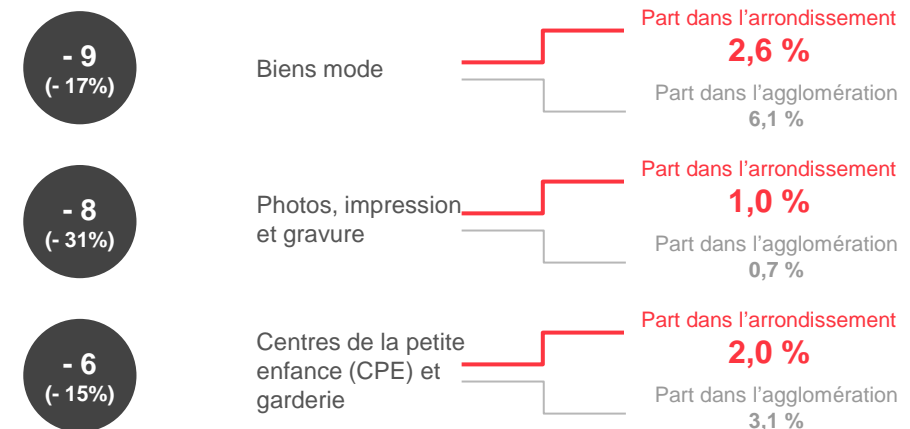 - 9
(- 17%)
Biens mode
Part dans l'arrondissement
2,6 %
Part dans l'agglomération
6,1 %
- 8
(- 31%)
Photos, impression
et gravure
Part dans l'arrondissement
1,0 %
Part dans l'agglomération
0,7 %
- 6
(- 15%)
Centres de la petite
enfance (CPE) et
garderie
Part dans l'arrondissement
2,0 %
Part dans l'agglomération
3,1 %